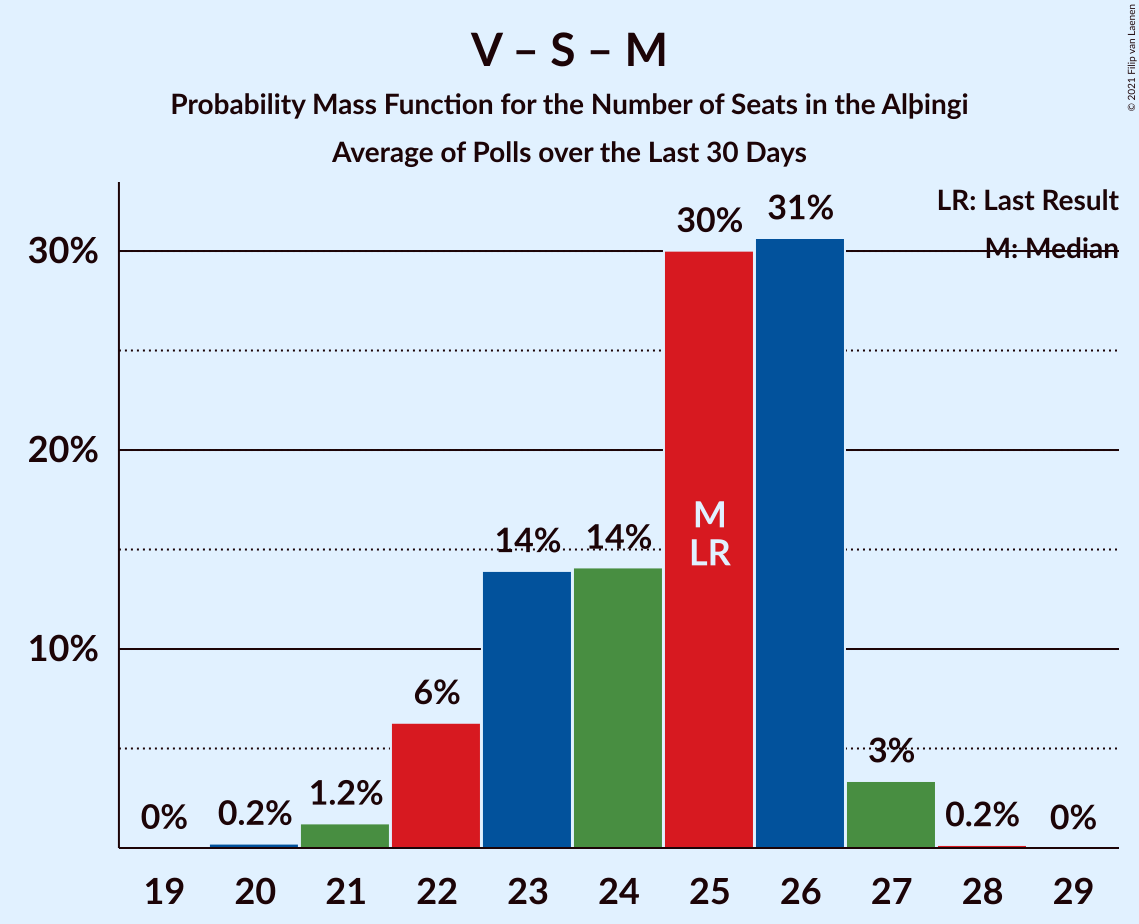 V – S – M
Probability Mass Function for the Number of Seats in the Alþingi
Average of Polls over the Last 30 Days
© 2021 Filip van Laenen
LR: Last Result
M: Median
30%
20%
10%
0%
0.2%
1.2%
6%
14%
14%
30%
31%
3%
0.2%
0%
M
LR
19 20 21 22 23 24 25 26 27 28 29